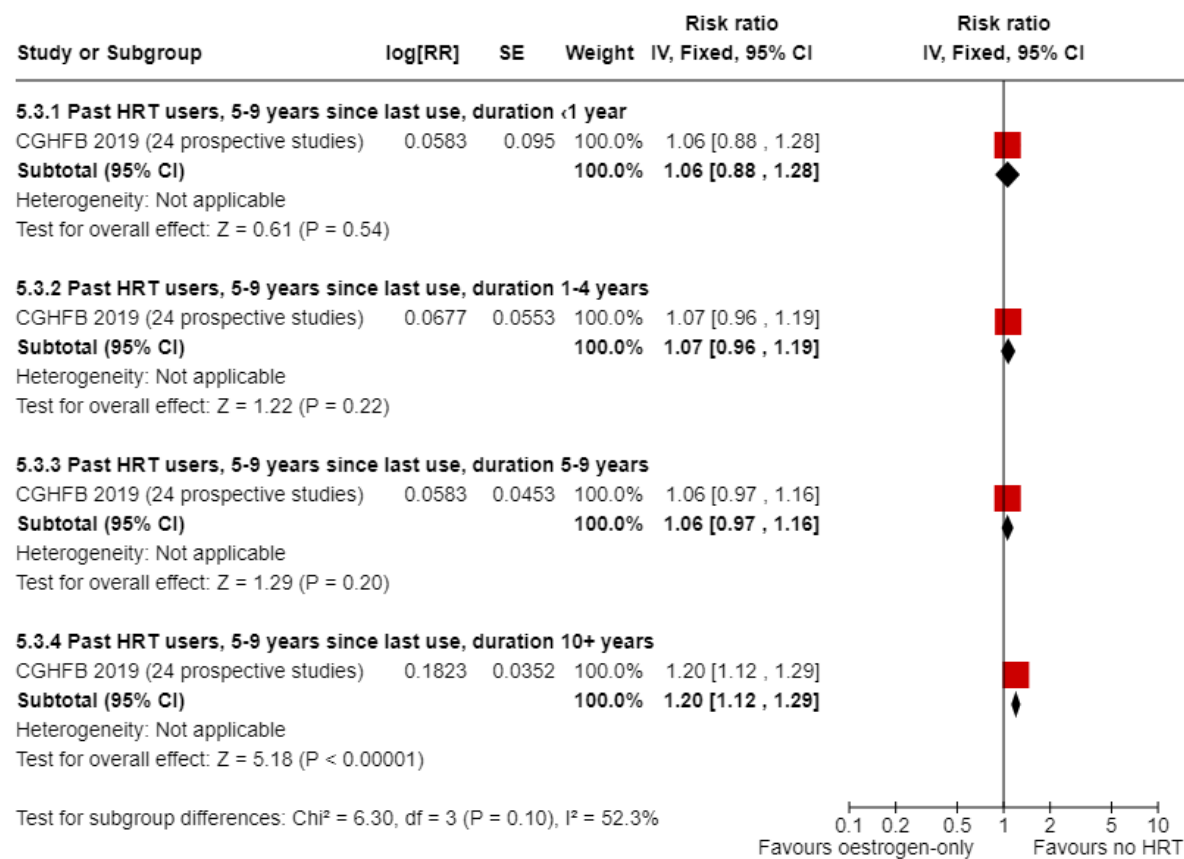 Risk ratio Risk ratio
Study or Subgroup log[RR] SE Weight IV, Fixed, 95% CI IV, Fixed, 95% CI
5.3.1 Past HRT users, 5-9 years since last use, duration <1 year
CGHFB 2019 (24 prospective studies) 0.0583 0.095 100.0% 1.06 [0.88 , 1.28]
Subtotal (95% CI) 100.0% 1.06 [0.88 , 1.28]
Heterogeneity: Not applicable
Test for overall effect: Z = 0.61 (P = 0.54)
5.3.2 Past HRT users, 5-9 years since last use, duration 1-4 years
CGHFB 2019 (24 prospective studies) 0.0677 0.0553 100.0% 1.07 [0.96 , 1.19]
Subtotal (95% CI) 100.0% 1.07 [0.96 , 1.19]
Heterogeneity: Not applicable
Test for overall effect: Z = 1.22 (P = 0.22)
5.3.3 Past HRT users, 5-9 years since last use, duration 5-9 years
CGHFB 2019 (24 prospective studies) 0.0583 0.0453 100.0% 1.06 [0.97 , 1.16]
Subtotal (95% CI) 100.0% 1.06 [0.97 , 1.16]
Heterogeneity: Not applicable
Test for overall effect: Z = 1.29 (P = 0.20)
5.3.4 Past HRT users, 5-9 years since last use, duration 10+ years
CGHFB 2019 (24 prospective studies) 0.1823 0.0352 100.0% 1.20 [1.12 , 1.29]
Subtotal (95% CI) 100.0% 1.20 [1.12 , 1.29]
Heterogeneity: Not applicable
Test for overall effect: Z = 5.18 (P < 0.00001)
Test for subgroup differences: Chi² = 6.30, df = 3 (P = 0.10), I² = 52.3%
0.1 0.2 0.5 1 2 5 10
Favours oestrogen-only Favours no HRT